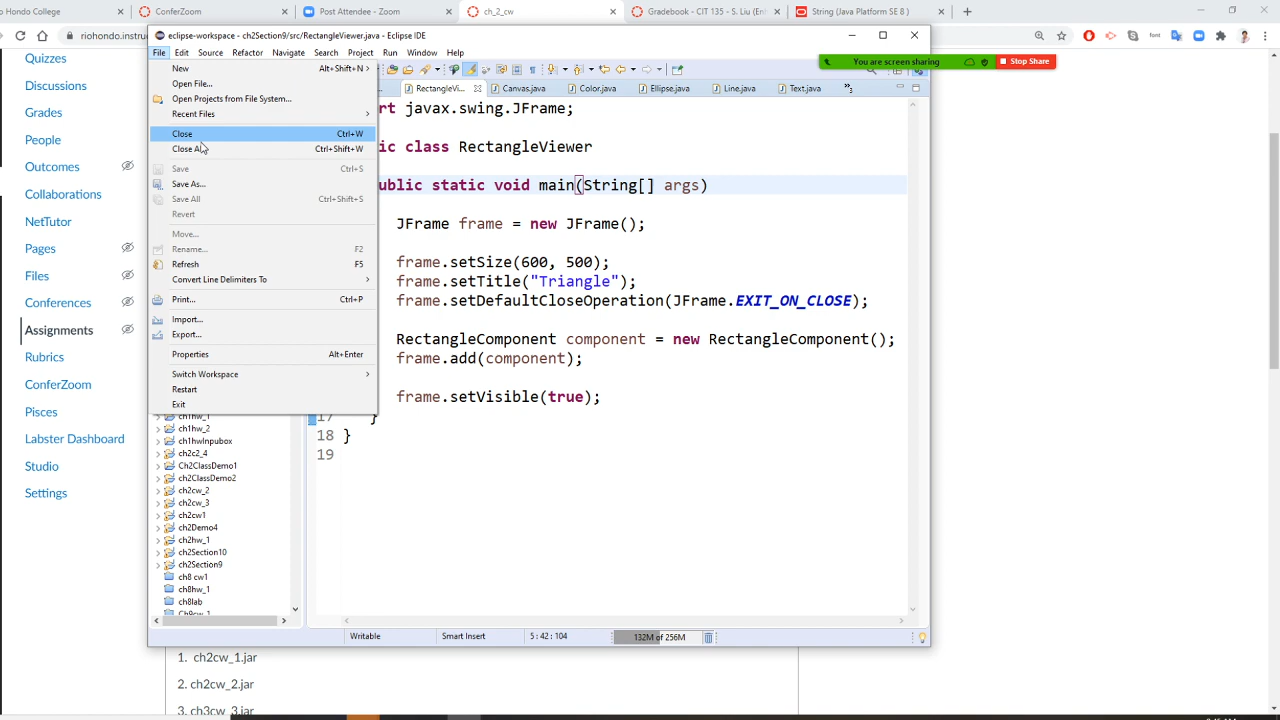 Hondo College
ConferZoom
Post Attendee - Zoom
ch_2_cw
Gradebook - CIT 135 - S. Liu (Enh
String (Java Platform SE 8 )
riohondo.instruc
eclipse-workspace - ch2Section9/src/RectangleViewer.java - Eclipse IDE
File Edit Source Refactor Navigate Search Project Run Window Help
You are screen sharing
Stop Share
RectangleVi... Canvas.java Color.java Ellipse.java Line.java Text.java
Quizzes
Modules
Grades
People
Outcomes
Collaborations
NetTutor
Pages
Files
Conferences
Assignments
Rubrics
ConferZoom
Pisces
Labster Dashboard
Studio
Settings
New Alt+Shift+N
Open File...
Open Projects from File System...
Recent Files
Close Ctrl+W
Close A Ctrl+Shift+W
Save Ctrl+S
Save As...
Save All Ctrl+Shift+S
Revert
Move...
Rename... F2
Refresh F5
Convert Line Delimiters To
Print... Ctrl+P
Import...
Export...
Properties Alt+Enter
Switch Workspace
Restart
Exit
ch1hw_1
ch1hw_2
ch1hwInpubox
ch2c2_4
Ch2ClassDemo1
ch2ClassDemo2
ch2cw_2
ch2cw_3
ch2cw1
ch2Demo4
ch2hw_1
ch2Section10
ch2Section9
ch8 cw1
ch8hw_1
ch8lab
Ch9cw_1
rt javax.swing.JFrame;
ic class RectangleViewer
ublic static void main(String[] args)
JFrame frame = new JFrame();
frame.setSize(600, 500);
frame.setTitle("Triangle");
frame.setDefaultCloseOperation(JFrame.EXIT_ON_CLOSE);
RectangleComponent component = new RectangleComponent();
frame.add(component);
frame.setVisible(true);
17 }
18 }
19
Writable Smart Insert 5 : 42 : 104 132M of 256M
1. ch2cw_1.jar
2. ch2cw_2.jar
3. ch3cw_3.jar